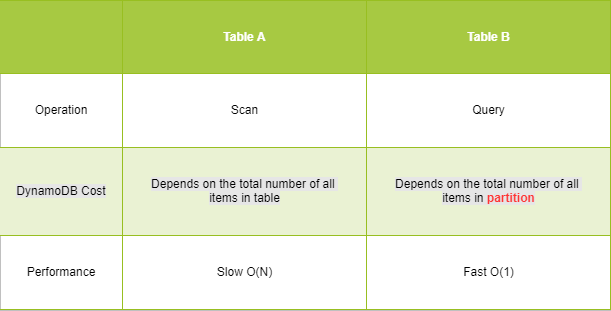 Table A
Table B
Operation
Scan
Query
DynamoDB Cost
Depends on the total number of all
items in table
Depends on the total number of all
items in partition
Performance
Slow O(N)
Fast O(1)